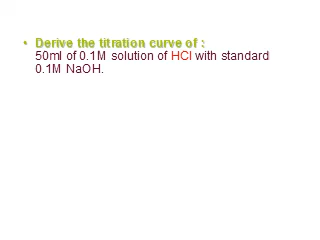 • Derive the titration curve of :
50ml of 0.1M solution of HCl with standard
0.1M NaOH.